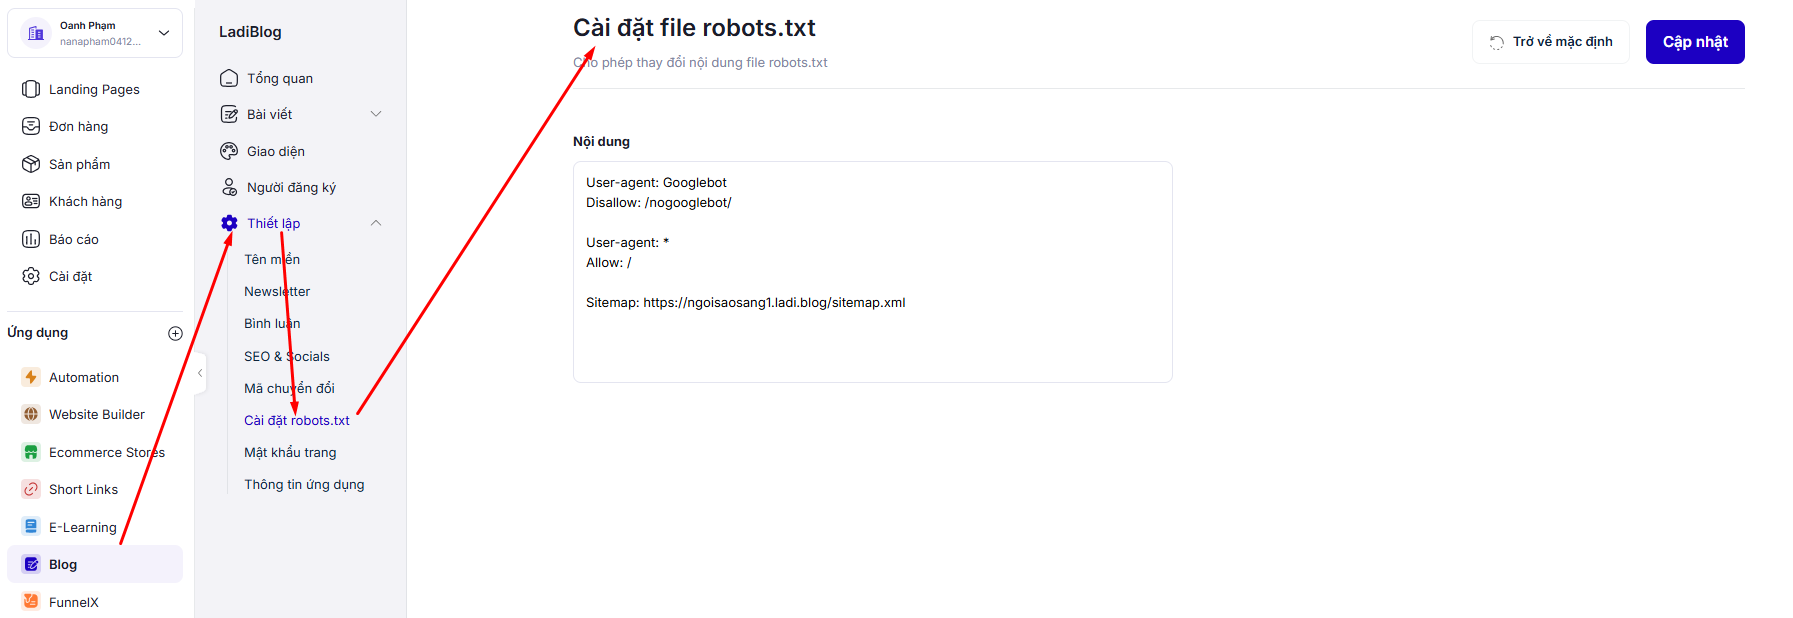 Oanh Phạm
nanapham0412...
Landing Pages
Đơn hàng
Sản phẩm
Khách hàng
Báo cáo
Cài đặt
Ứng dụng
Automation
Website Builder
Ecommerce Stores
Short Links
E-Learning
Blog
FunnelX
LadiBlog
Tổng quan
Bài viết
Giao diện
Người đăng ký
Thiết lập
Tên miền
Newsletter
Bình luận
SEO & Socials
Mã chuyển đổi
Cài đặt robots.txt
Mật khẩu trang
Thông tin ứng dụng
Cài đặt file robots.txt
Cho phép thay đổi nội dung file robots.txt
Trở về mặc định
Cập nhật
Nội dung
User-agent: Googlebot
Disallow: /nogooglebot/
User-agent: *
Allow: /
Sitemap: https://ngoisaosang1.ladi.blog/sitemap.xml